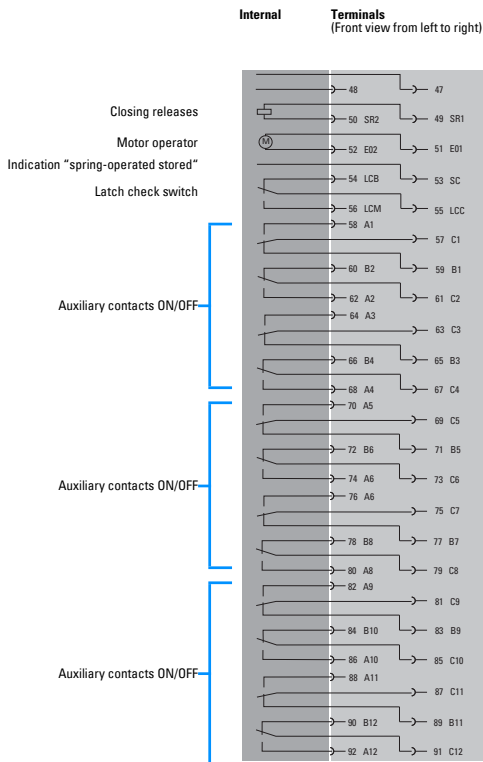 Internal Terminals
(Front view from left to right)
48 47
Closing releases
50 SR2 49 SR1
Motor operator M
52 E02 51 E01
Indication "spring-operated stored"
54 LCB 53 SC
Latch check switch
56 LCM 55 LCC
58 A1
57 C1
60 B2 59 B1
62 A2 61 C2
Auxiliary contacts ON/OFF
64 A3
63 C3
66 B4 65 B3
68 A4 67 C4
70 A5
69 C5
72 B6 71 B5
74 A6 73 C6
Auxiliary contacts ON/OFF
76 A6
75 C7
78 B8 77 B7
80 A8 79 C8
82 A9
81 C9
84 B10 83 B9
86 A10 85 C10
Auxiliary contacts ON/OFF
88 A11
87 C11
90 B12 89 B11
92 A12 91 C12